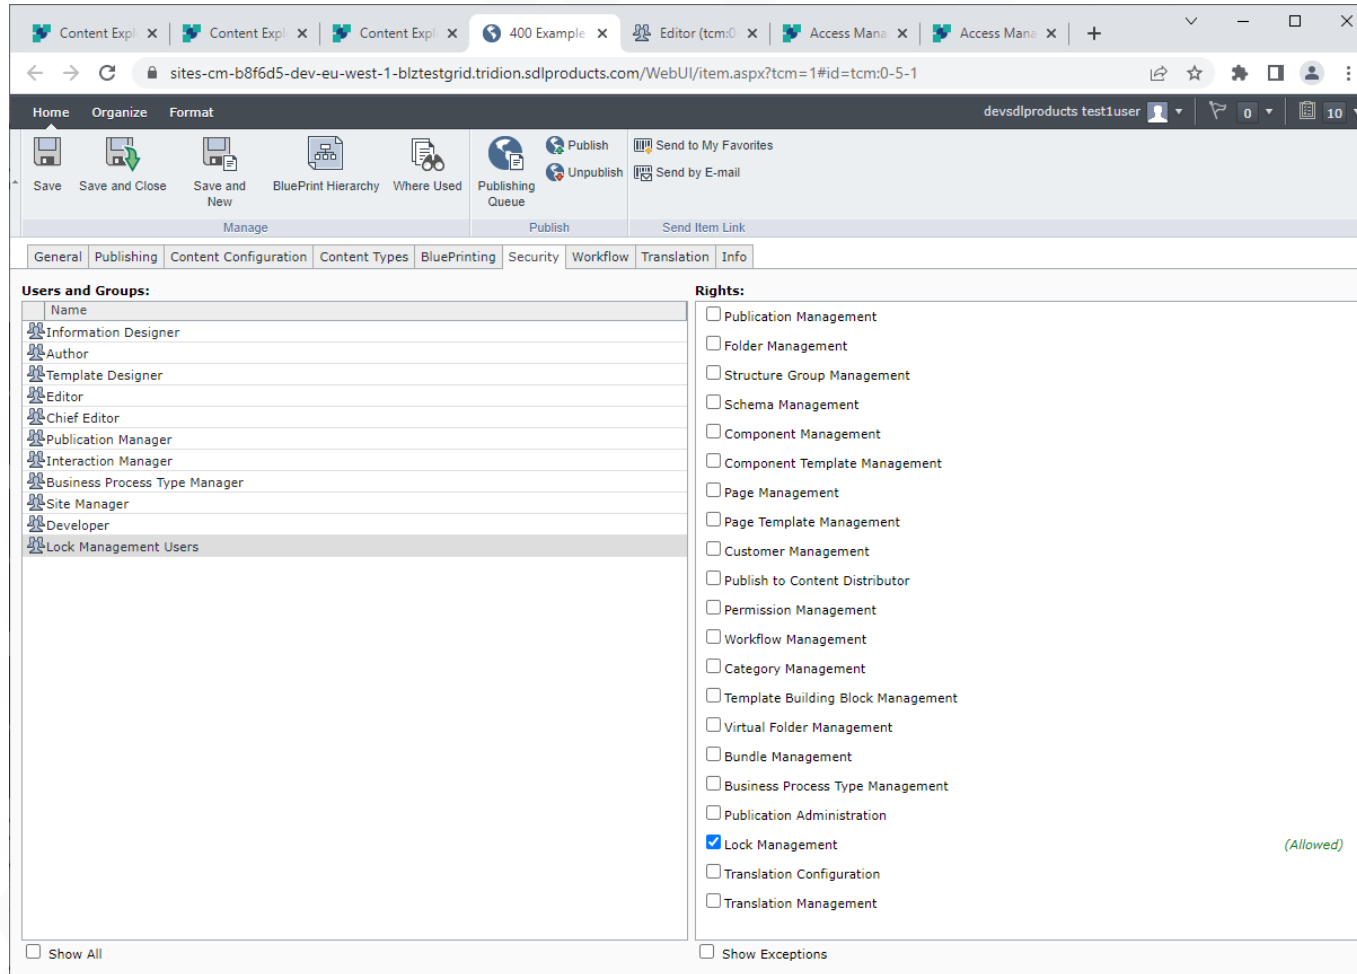 Content Expl
Content Expl
Content Expl
400 Example
Editor (tcm:0
Access Mana
Access Mana
sites-cm-b8f6d5-dev-eu-west-1-blztestgrid.tridion.sdlproducts.com/WebUI/item.aspx?tcm=1#id=tcm:0-5-1
Home Organize Format
devsdlproducts test1user 0 10
Save
Save and Close
Save and New
BluePrint Hierarchy
Where Used
Manage
Publishing Queue
Publish
Unpublish
Publish
Send to My Favorites
Send by E-mail
Send Item Link
General Publishing Content Configuration Content Types BluePrinting Security Workflow Translation Info
Users and Groups:
Name
Information Designer
Author
Template Designer
Editor
Chief Editor
Publication Manager
Interaction Manager
Business Process Type Manager
Site Manager
Developer
Lock Management Users
Show All
Rights:
Publication Management
Folder Management
Structure Group Management
Schema Management
Component Management
Component Template Management
Page Management
Page Template Management
Customer Management
Publish to Content Distributor
Permission Management
Workflow Management
Category Management
Template Building Block Management
Virtual Folder Management
Bundle Management
Business Process Type Management
Publication Administration
Lock Management (Allowed)
Translation Configuration
Translation Management
Show Exceptions